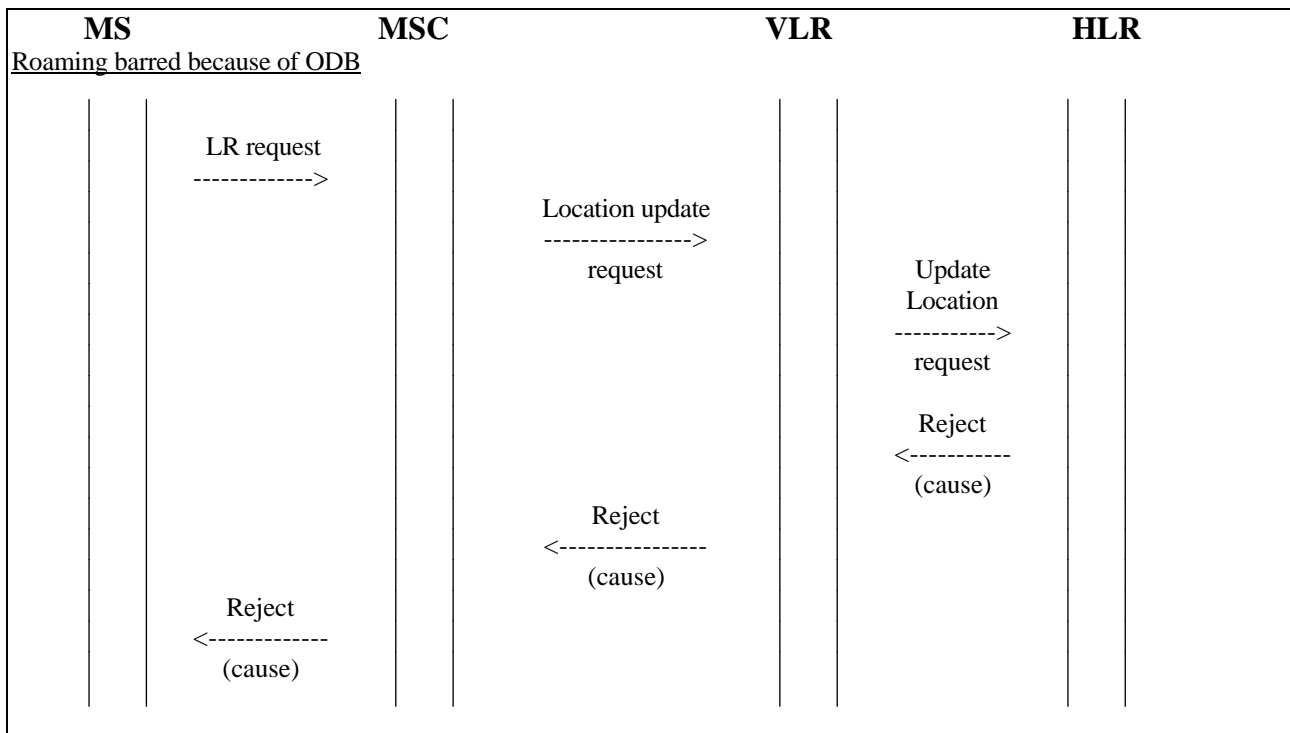 MS MSC VLR HLR
Roaming barred because of ODB
LR request
------------->
Location update
---------------->
request
Update
Location
----------->
request
Reject
<-----------
(cause)
Reject
<----------------
(cause)
Reject
<-------------
(cause)